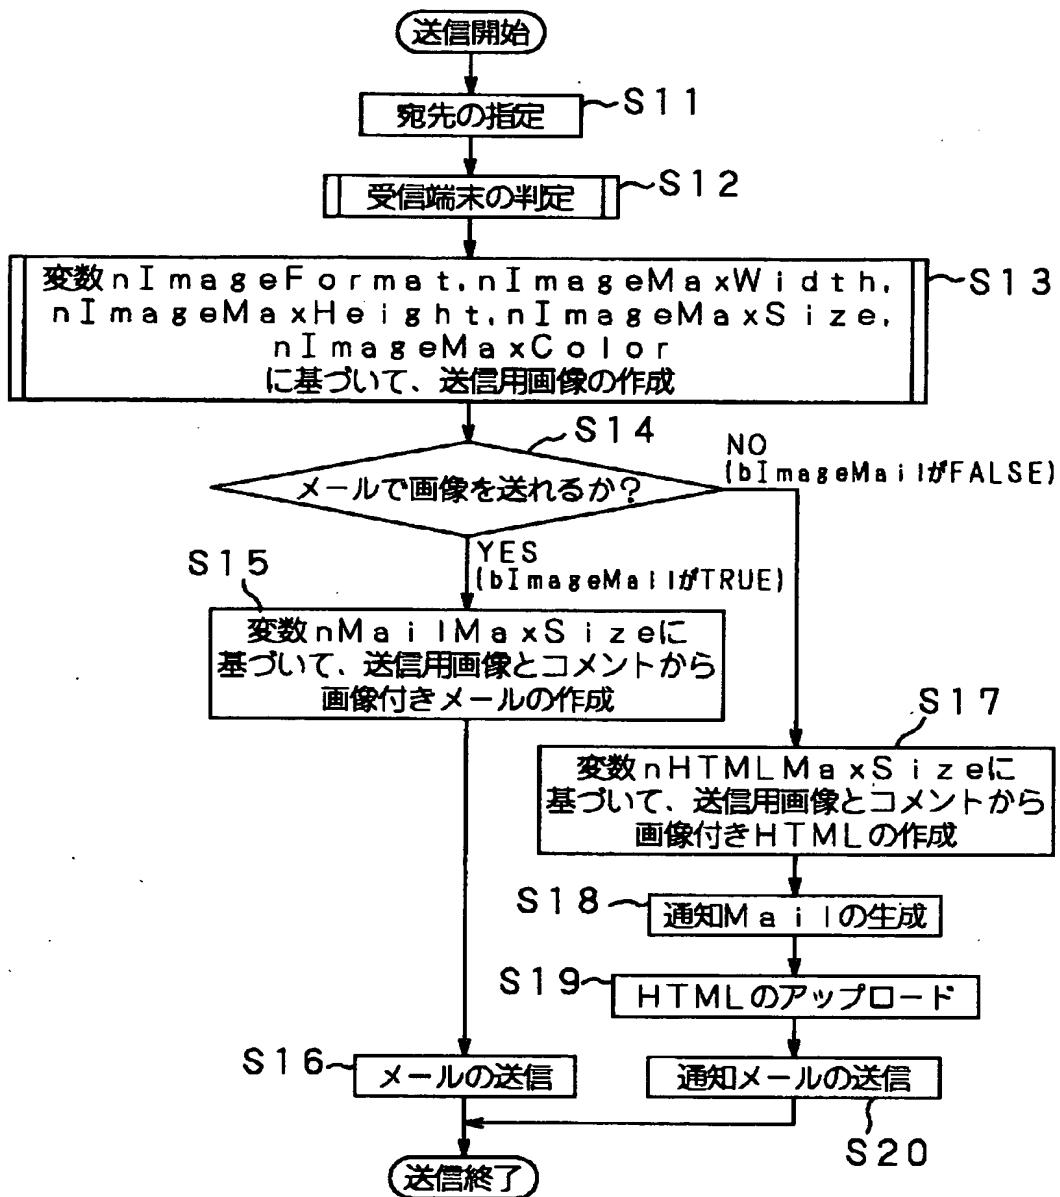 送信開始
宛先の指定
S11
受信端末の判定
S12
変数nImageFormat,nImageMaxWidth,
nImageMaxHeight,nImageMaxSize,
nImageMaxColor
に基づいて、送信用画像の作成
S13
S14
メールで画像を送れるか？
NO
(bImageMailがFALSE)
YES
(bImageMailがTRUE)
S15
変数nMailMaxSizeに
基づいて、送信用画像とコメントから
画像付きメールの作成
S17
変数nHTMLMaxSizeに
基づいて、送信用画像とコメントから
画像付きHTMLの作成
S18
通知Mailの生成
S19
HTMLのアップロード
S16
メールの送信
通知メールの送信
S20
送信終了